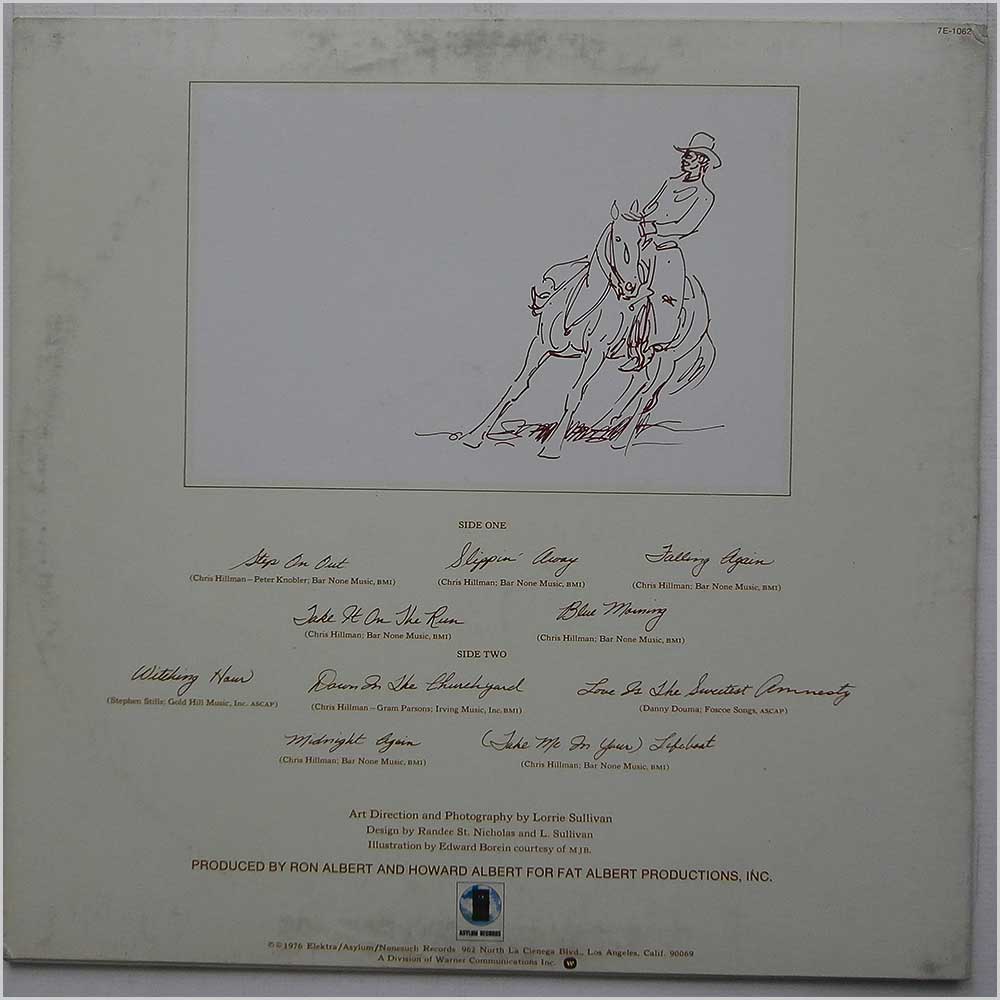 7E-1062
SIDE ONE
Step On Out Slippin' Away Falling Again
(Chris Hillman–Peter Knobler; Bar None Music, BMI) (Chris Hillman; Bar None Music, BMI) (Chris Hillman; Bar None Music, BMI)
Take It On The Run Blue Morning
(Chris Hillman; Bar None Music, BMI) (Chris Hillman; Bar None Music, BMI)
SIDE TWO
Witching Hour Down In The Churchyard Love Is The Sweetest Amnesty
(Stephen Stills; Gold Hill Music, Inc. ASCAP) (Chris Hillman–Gram Parsons; Irving Music, Inc. BMI) (Danny Douma; Foscoe Songs, ASCAP)
Midnight Again (Take Me In Your) Lifeboat
(Chris Hillman; Bar None Music, BMI) (Chris Hillman; Bar None Music, BMI)
Art Direction and Photography by Lorrie Sullivan
Design by Randee St. Nicholas and L. Sullivan
Illustration by Edward Borein courtesy of MJB.
PRODUCED BY RON ALBERT AND HOWARD ALBERT FOR FAT ALBERT PRODUCTIONS, INC.
ASYLUM RECORDS
℗©1976 Elektra/Asylum/Nonesuch Records 962 North La Cienega Blvd., Los Angeles, Calif. 90069
A Division of Warner Communications Inc.